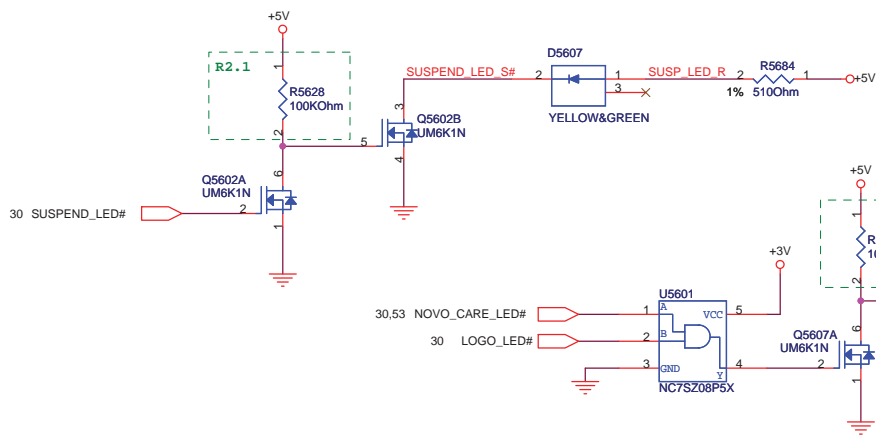 +5V
R2.1
1
R5628
100KOhm
2
Q5602A
UM6K1N
6
2
1
30 SUSPEND_LED#
SUSPEND_LED_S#
3
Q5602B
UM6K1N
5
4
D5607
2
1
3
YELLOW&GREEN
SUSP_LED_R
R5684
2
1
1%
510Ohm
+5V
+5V
1
R
10
2
+3V
30,53 NOVO_CARE_LED#
30 LOGO_LED#
U5601
1
A
VCC
5
2
B
3
GND
Y
4
NC7SZ08P5X
Q5607A
UM6K1N
6
2
1